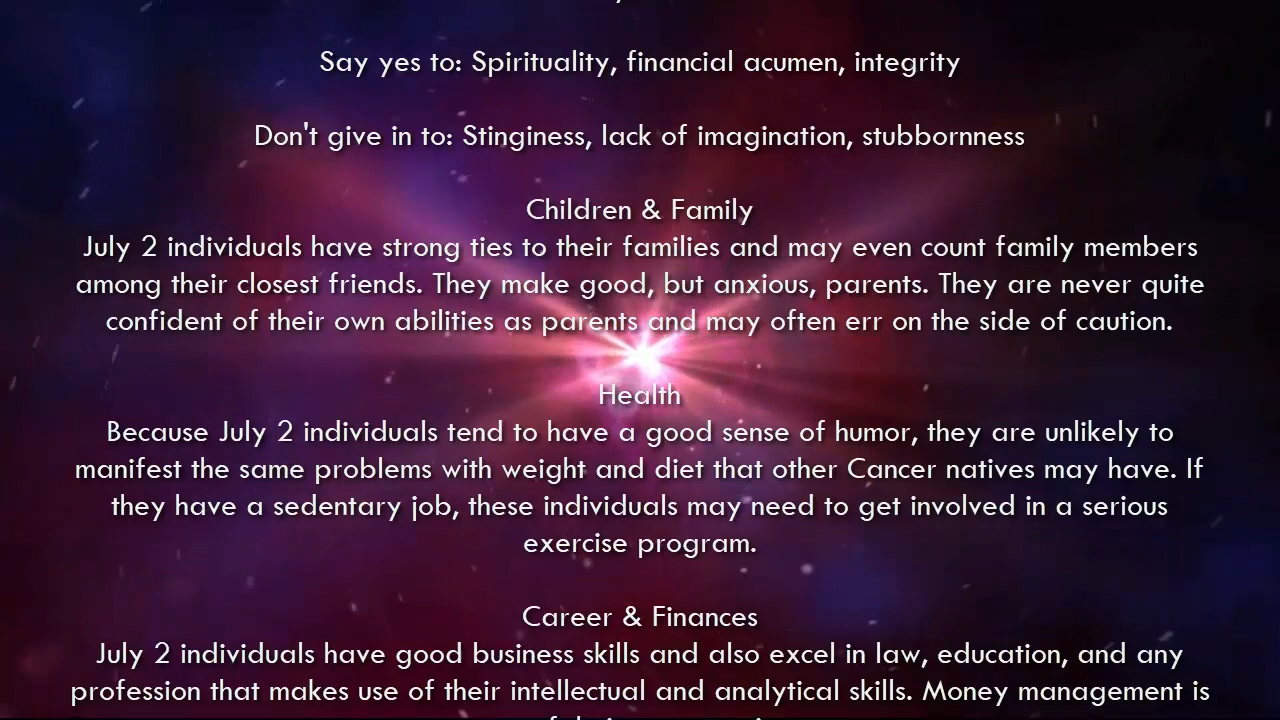 Say yes to: Spirituality, financial acumen, integrity
Don't give in to: Stinginess, lack of imagination, stubbornness
Children & Family
July 2 individuals have strong ties to their families and may even count family members
among their closest friends. They make good, but anxious, parents. They are never quite
confident of their own abilities as parents and may often err on the side of caution.
Health
Because July 2 individuals tend to have a good sense of humor, they are unlikely to
manifest the same problems with weight and diet that other Cancer natives may have. If
they have a sedentary job, these individuals may need to get involved in a serious
exercise program.
Career & Finances
July 2 individuals have good business skills and also excel in law, education, and any
profession that makes use of their intellectual and analytical skills. Money management is